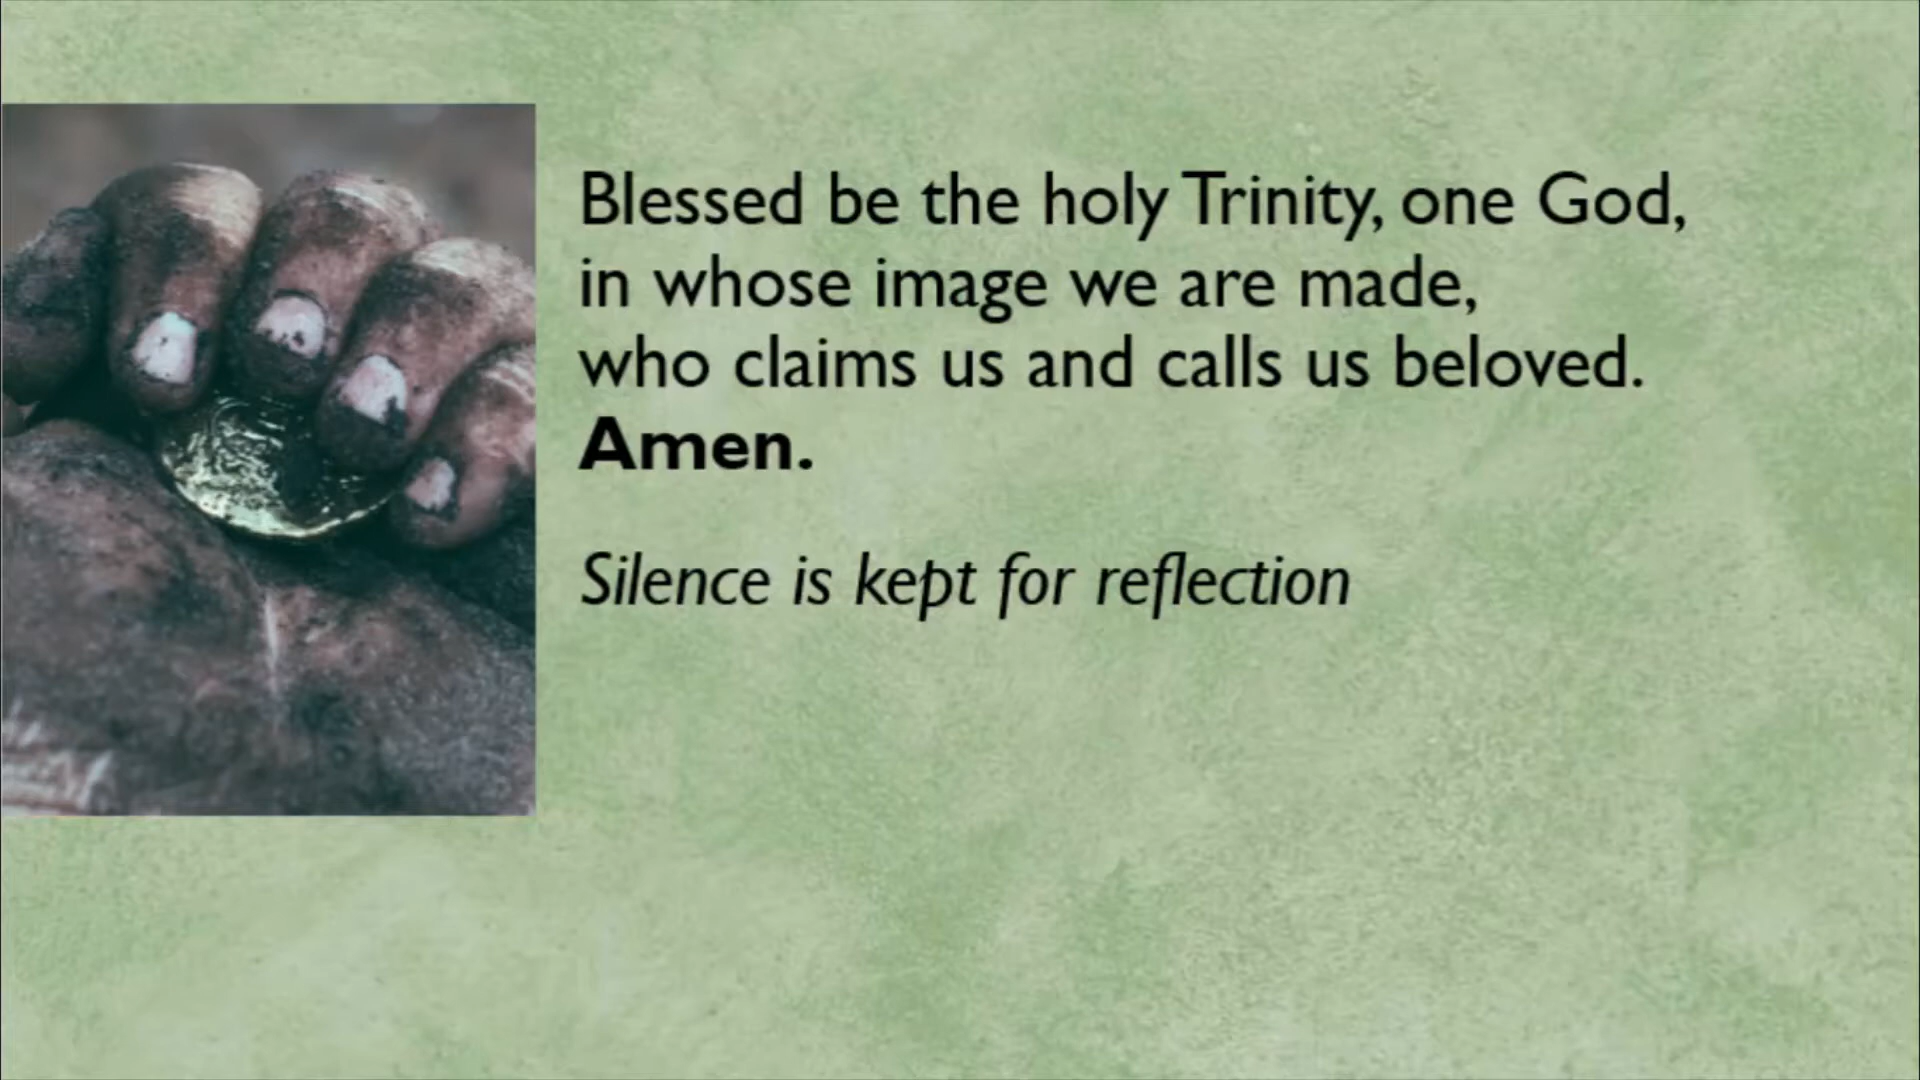 Blessed be the holy Trinity, one God,
in whose image we are made,
who claims us and calls us beloved.
Amen.
Silence is kept for reflection